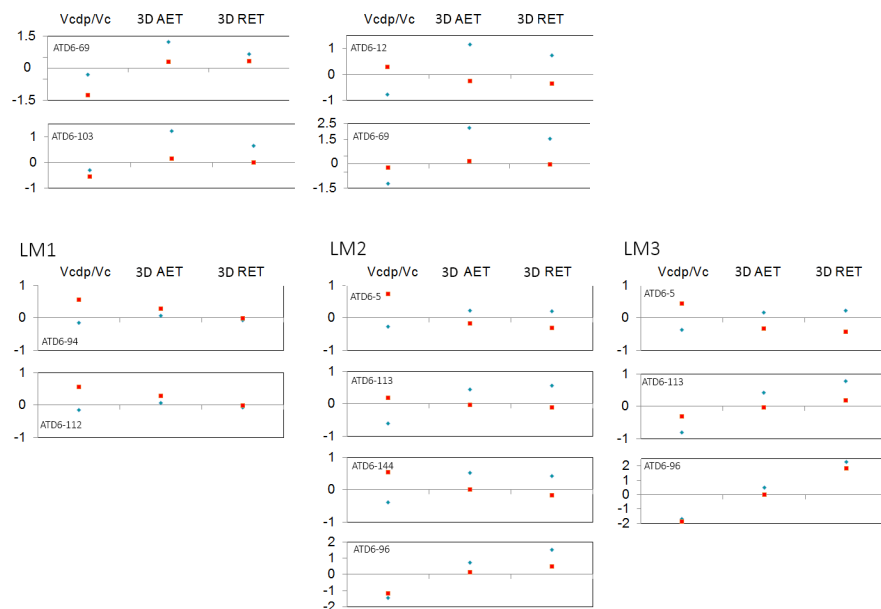 Vcdp/Vc 3D AET 3D RET
1.5
ATD6-69
0
-1.5
ATD6-103
1
0
-1
Vcdp/Vc 3D AET 3D RET
ATD6-12
1
0
-1
2.5
ATD6-69
1.5
0
-1.5
LM1
Vcdp/Vc 3D AET 3D RET
1
0
ATD6-94
-1
1
0
ATD6-112
-1
LM2
Vcdp/Vc 3D AET 3D RET
1
ATD6-5
0
-1
1
ATD6-113
0
-1
1
ATD6-144
0
-1
2
ATD6-96
1
0
-1
-2
LM3
Vcdp/Vc 3D AET 3D RET
1
ATD6-5
0
-1
1
ATD6-113
0
-1
ATD6-96
2
1
0
-1
-2